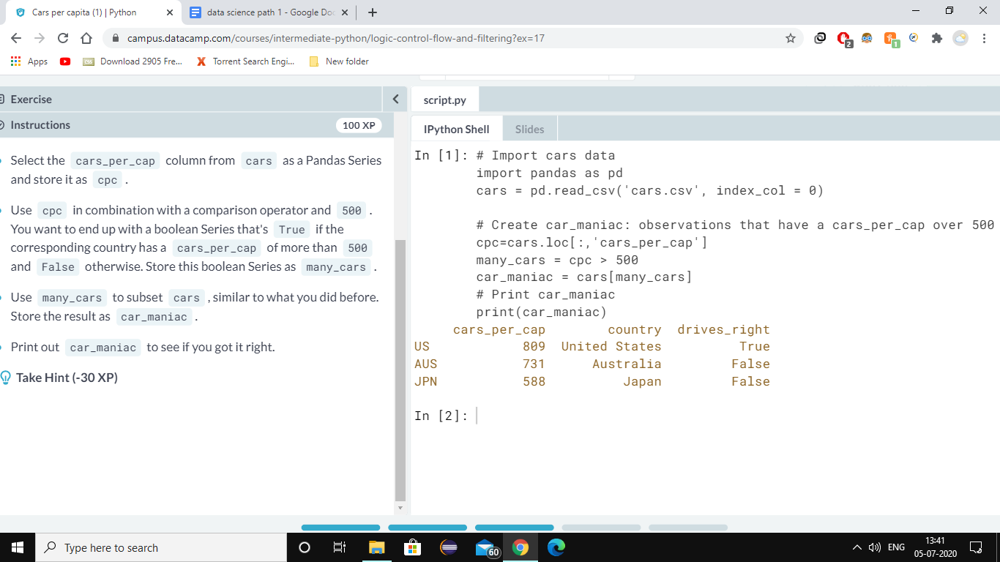 Cars per capita (1) | Python
data science path 1 - Google Doc
campus.datacamp.com/courses/intermediate-python/logic-control-flow-and-filtering?ex=17
2
1
Apps
CSS
Download 2905 Fre...
Torrent Search Engi...
New folder
Exercise
Instructions
100 XP
Select the cars_per_cap column from cars as a Pandas Series
and store it as cpc .
Use cpc in combination with a comparison operator and 500 .
You want to end up with a boolean Series that's True if the
corresponding country has a cars_per_cap of more than 500
and False otherwise. Store this boolean Series as many_cars .
Use many_cars to subset cars , similar to what you did before.
Store the result as car_maniac .
Print out car_maniac to see if you got it right.
Take Hint (-30 XP)
script.py
IPython Shell
Slides
In [1]: # Import cars data
import pandas as pd
cars = pd.read_csv('cars.csv', index_col = 0)
# Create car_maniac: observations that have a cars_per_cap over 500
cpc=cars.loc[:,'cars_per_cap']
many_cars = cpc > 500
car_maniac = cars[many_cars]
# Print car_maniac
print(car_maniac)
cars_per_cap country drives_right
US 809 United States True
AUS 731 Australia False
JPN 588 Japan False
In [2]:
Type here to search
60
ENG
13:41
05-07-2020